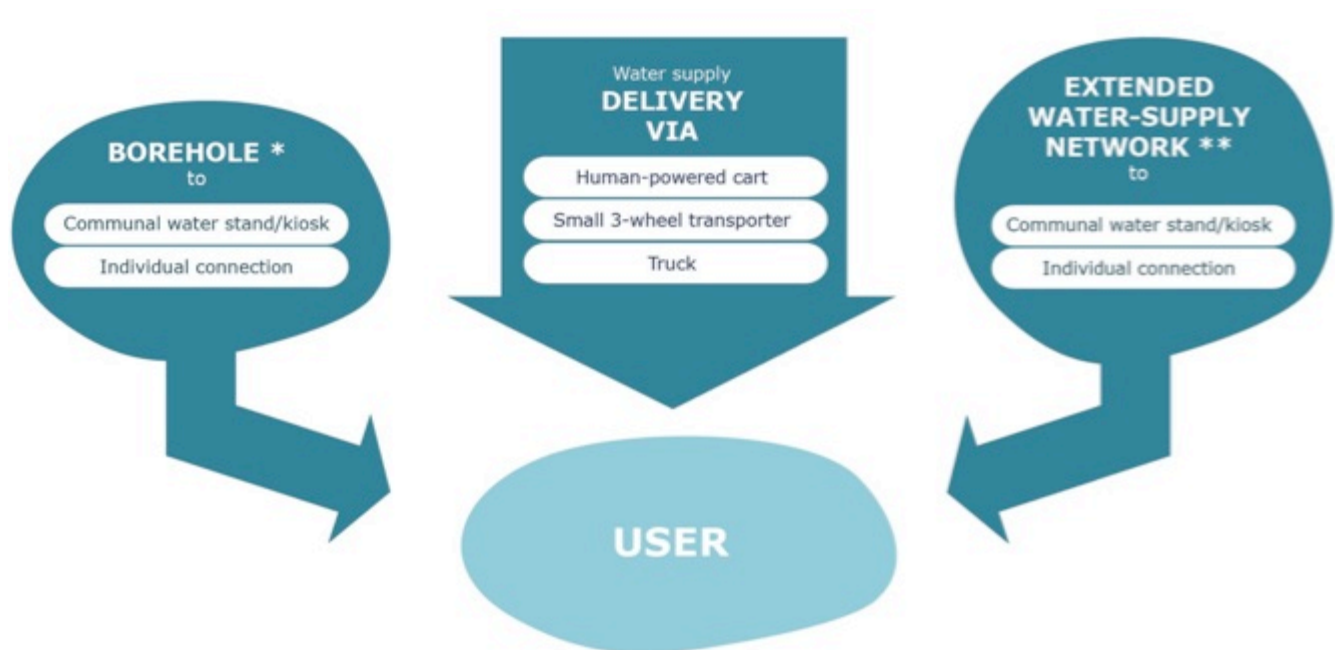 BOREHOLE *
to
Communal water stand/kiosk
Individual connection
Water supply
DELIVERY
VIA
Human-powered cart
Small 3-wheel transporter
Truck
EXTENDED
WATER-SUPPLY
NETWORK **
to
Communal water stand/kiosk
Individual connection
USER